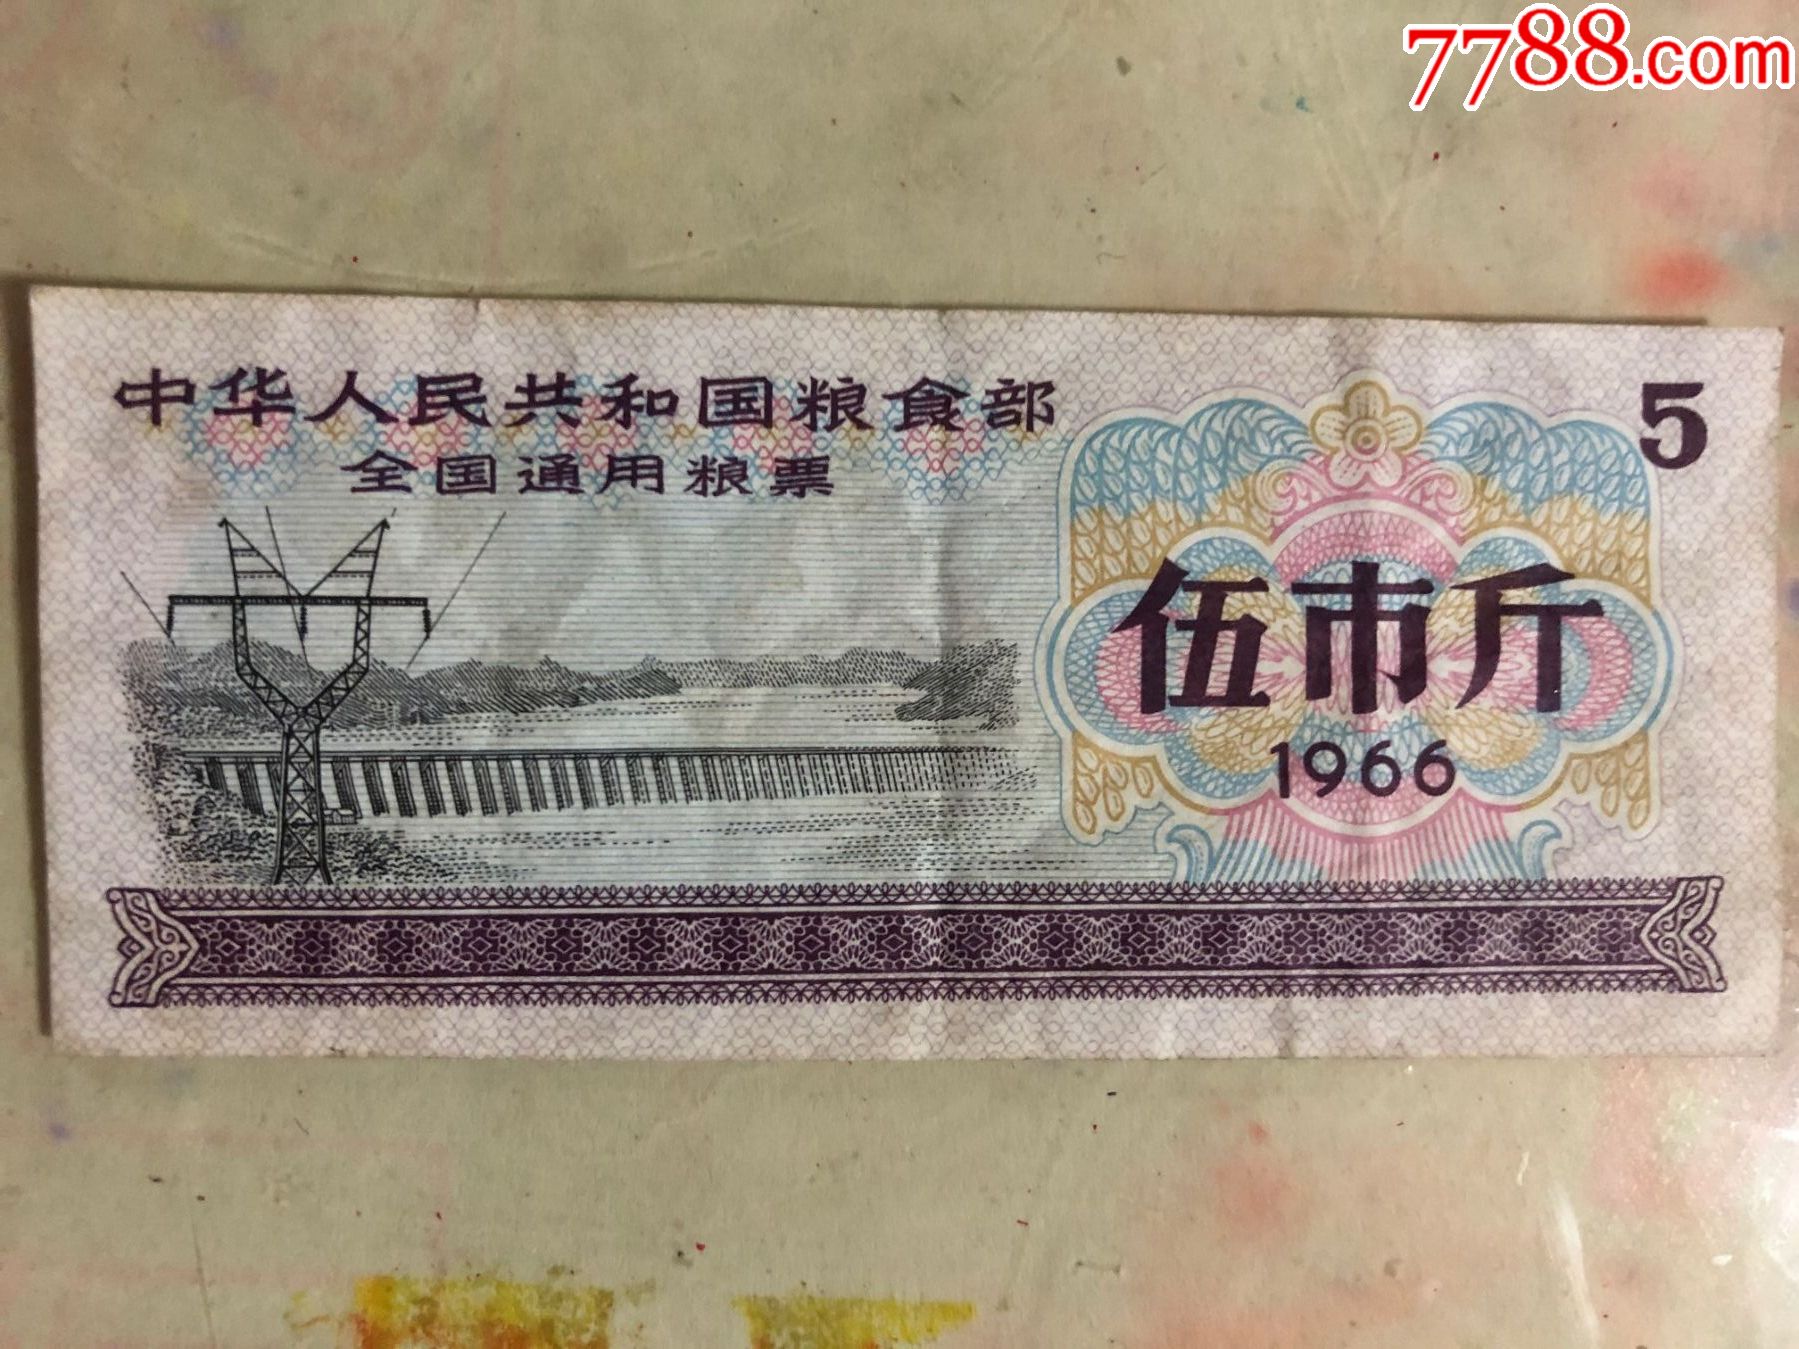 7788.com
中华人民共和国粮食部
全国通用粮票
5
伍市斤
1966